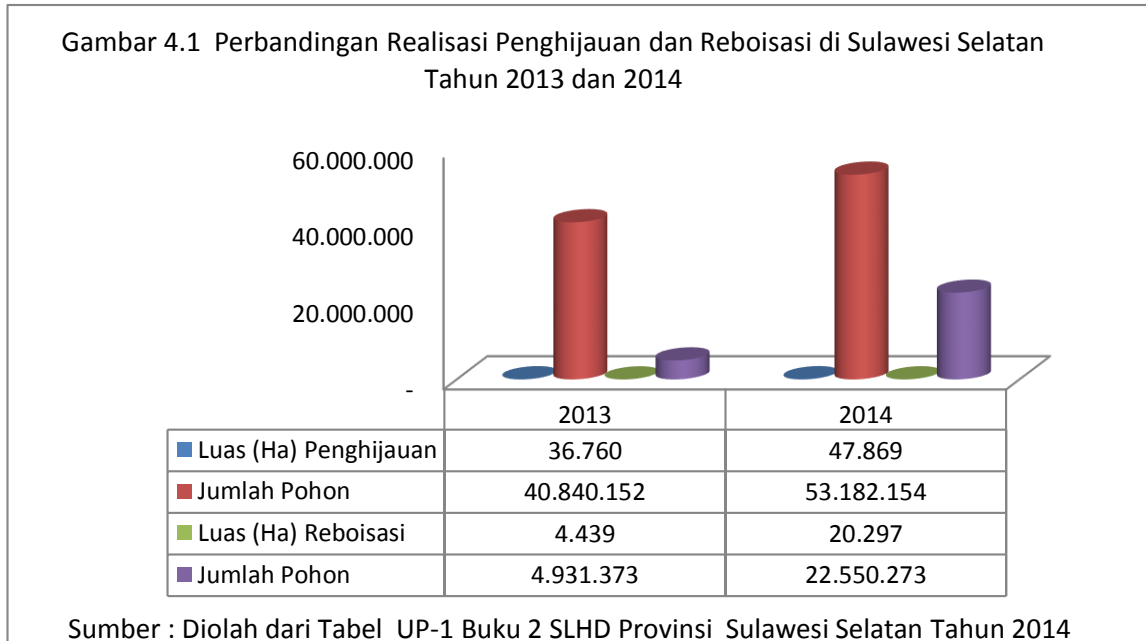 Gambar 4.1 Perbandingan Realisasi Penghijauan dan Reboisasi di Sulawesi Selatan
Tahun 2013 dan 2014
60.000.000
40.000.000
20.000.000
-
2013 2014
Luas (Ha) Penghijauan 36.760 47.869
Jumlah Pohon 40.840.152 53.182.154
Luas (Ha) Reboisasi 4.439 20.297
Jumlah Pohon 4.931.373 22.550.273
Sumber : Diolah dari Tabel UP-1 Buku 2 SLHD Provinsi Sulawesi Selatan Tahun 2014